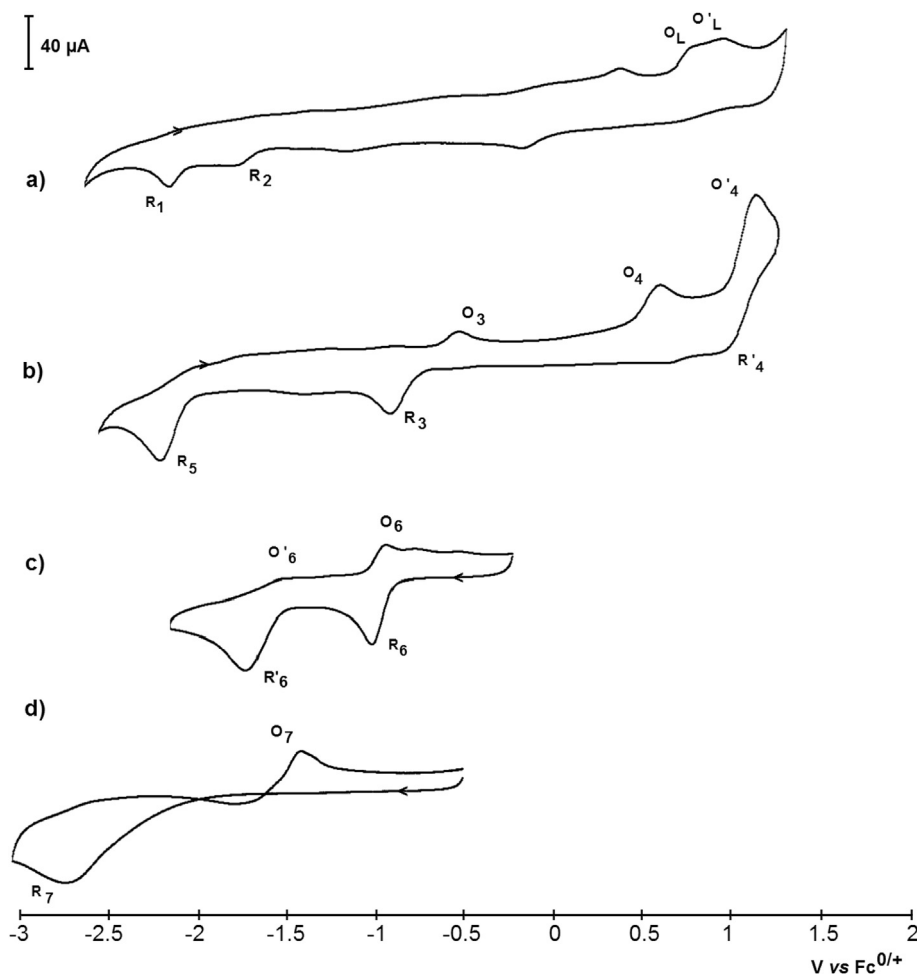 40 μA
O_L O'_L
a)
R_1 R_2
O'_4
O_4
O_3
b)
R'_4
R_3
R_5
O_6
O'_6
c)
R_6
R'_6
d)
O_7
R_7
-3 -2.5 -2 -1.5 -1 -0.5 0 0.5 1 1.5 2
V vs Fc^0/+